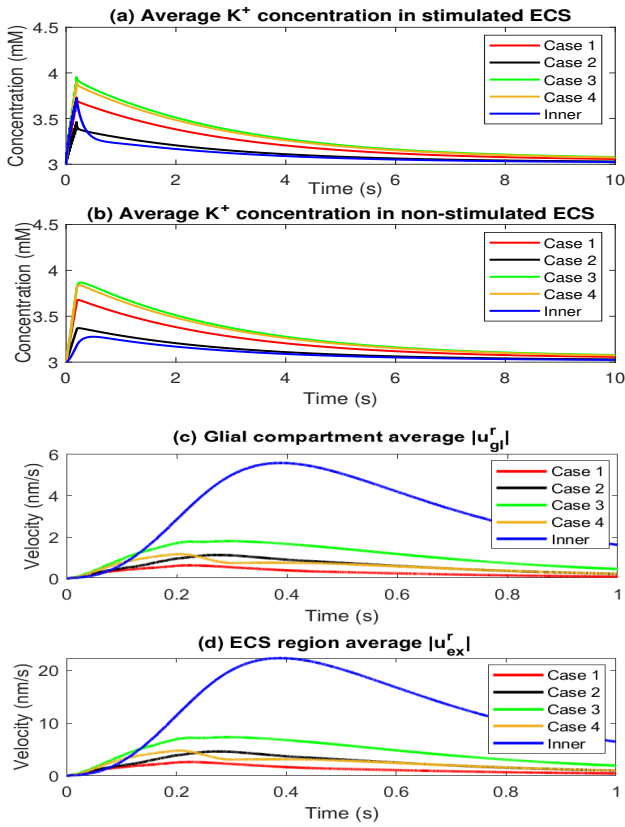 (a) Average K⁺ concentration in stimulated ECS
Concentration (mM)
4.5
4
3.5
3
0
2
4
6
8
10
Time (s)
Case 1
Case 2
Case 3
Case 4
Inner
(b) Average K⁺ concentration in non-stimulated ECS
Concentration (mM)
4.5
4
3.5
3
0
2
4
6
8
10
Time (s)
Case 1
Case 2
Case 3
Case 4
Inner
(c) Glial compartment average |u^r_gl|
Velocity (nm/s)
6
4
2
0
0
0.2
0.4
0.6
0.8
1
Time (s)
Case 1
Case 2
Case 3
Case 4
Inner
(d) ECS region average |u^r_ex|
Velocity (nm/s)
20
10
0
0
0.2
0.4
0.6
0.8
1
Time (s)
Case 1
Case 2
Case 3
Case 4
Inner